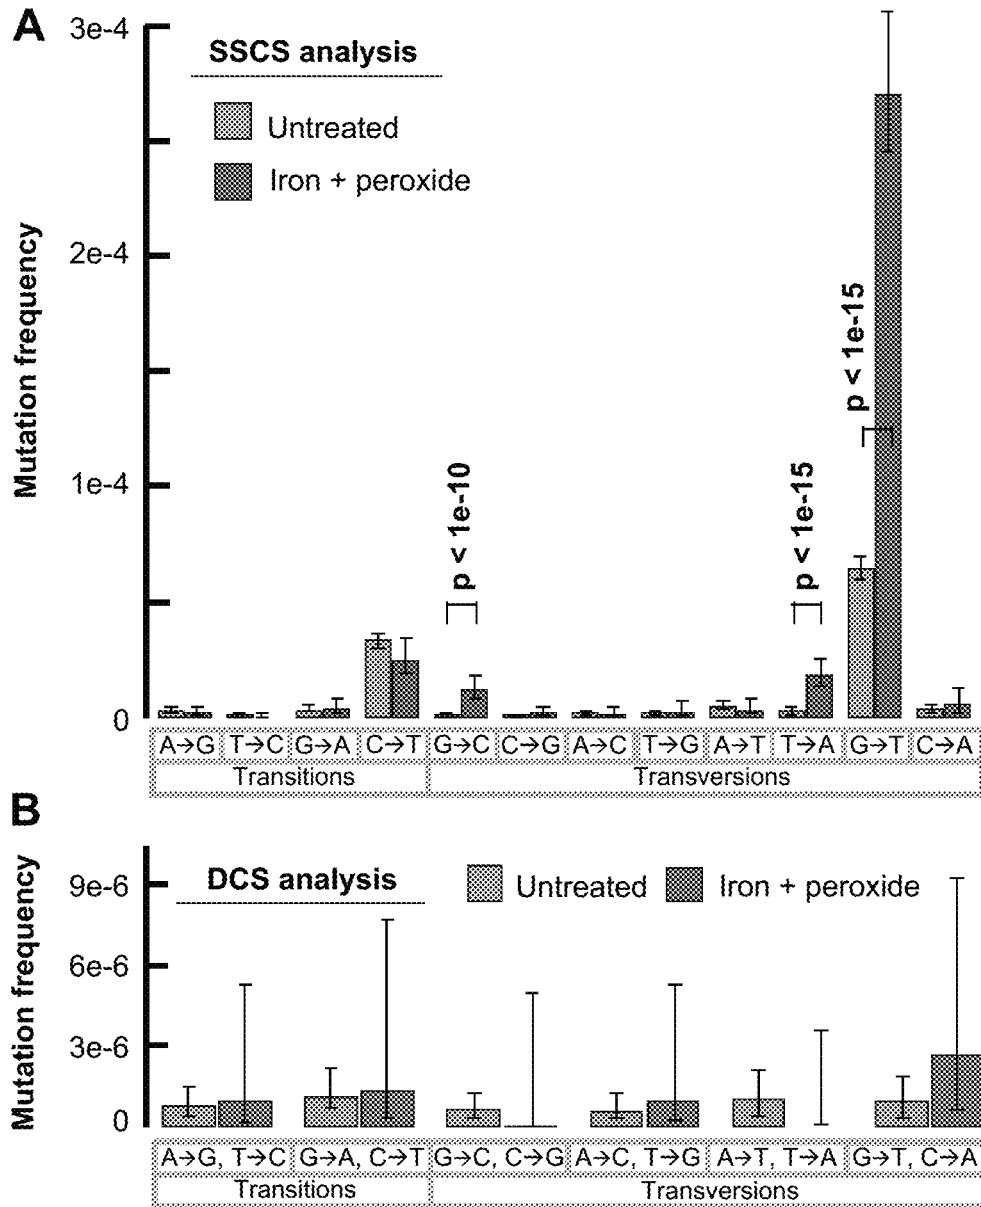 A
3e-4
SSCS analysis
Untreated
Iron + peroxide
2e-4
1e-4
0
Mutation frequency
p < 1e-10
p < 1e-15
p < 1e-15
A→G T→C G→A C→T G→C C→G A→C T→G A→T T→A G→T C→A
Transitions Transversions
B
DCS analysis
Untreated Iron + peroxide
9e-6
6e-6
3e-6
0
Mutation frequency
A→G, T→C G→A, C→T G→C, C→G A→C, T→G A→T, T→A G→T, C→A
Transitions Transversions